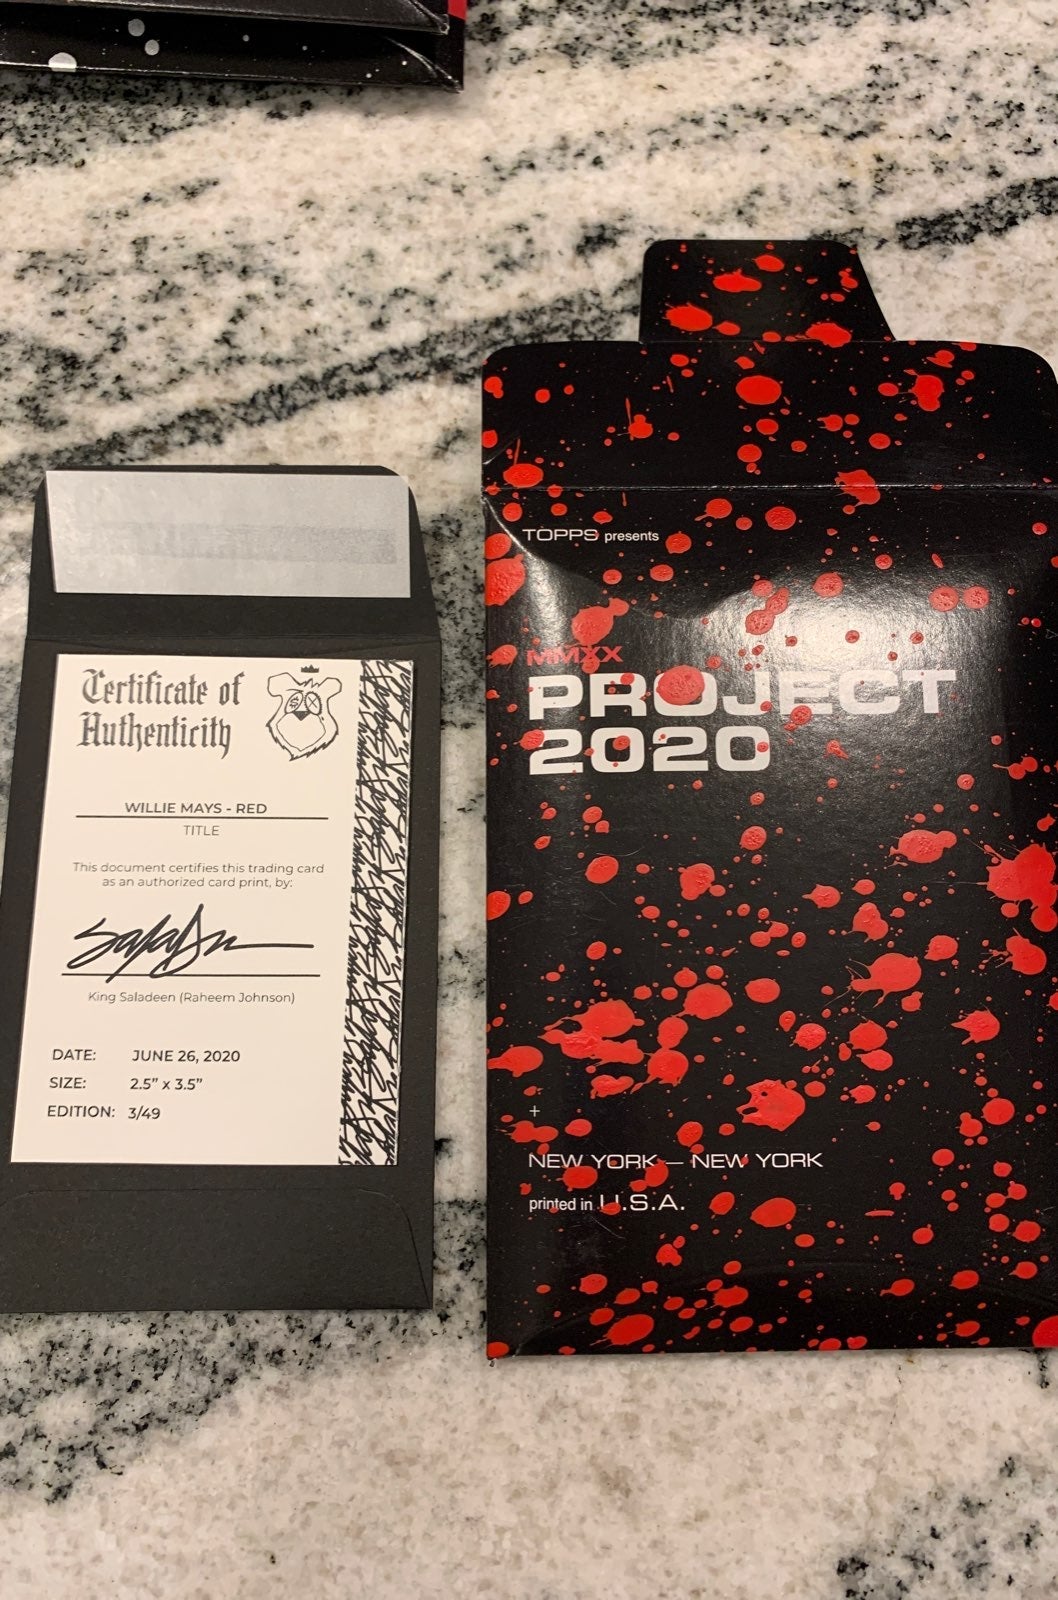 Certificate of
Authenticity
WILLIE MAYS - RED
TITLE
This document certifies this trading card
as an authorized card print, by:
King Saladeen (Raheem Johnson)
DATE: JUNE 26, 2020
SIZE: 2.5” x 3.5”
EDITION: 3/49
TOPPS presents
MMXX
PROJECT
2020
+
NEW YORK — NEW YORK
printed in U.S.A.